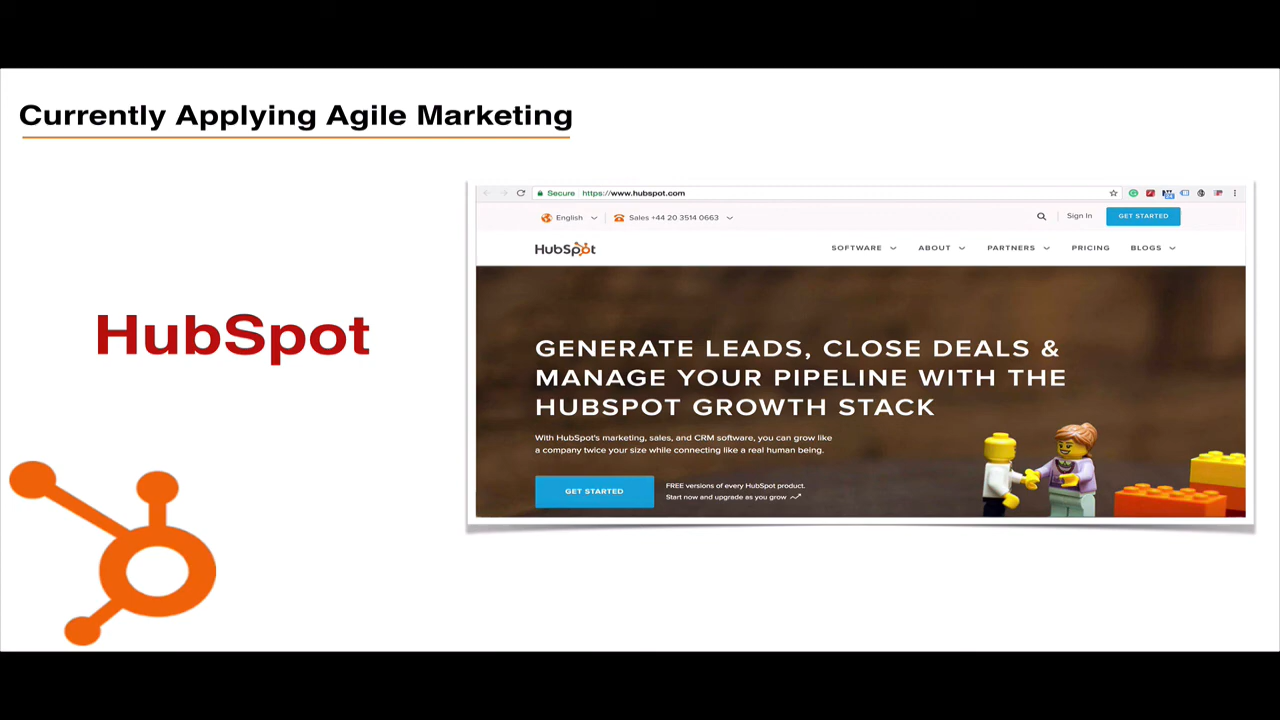 Currently Applying Agile Marketing
HubSpot
Secure https://www.hubspot.com
English Sales +44 20 3514 0663 Sign In GET STARTED
HubSpot SOFTWARE ABOUT PARTNERS PRICING BLOGS
GENERATE LEADS, CLOSE DEALS &
MANAGE YOUR PIPELINE WITH THE
HUBSPOT GROWTH STACK
With HubSpot's marketing, sales, and CRM software, you can grow like
a company twice your size while connecting like a real human being.
GET STARTED
FREE versions of every HubSpot product.
Start now and upgrade as you grow